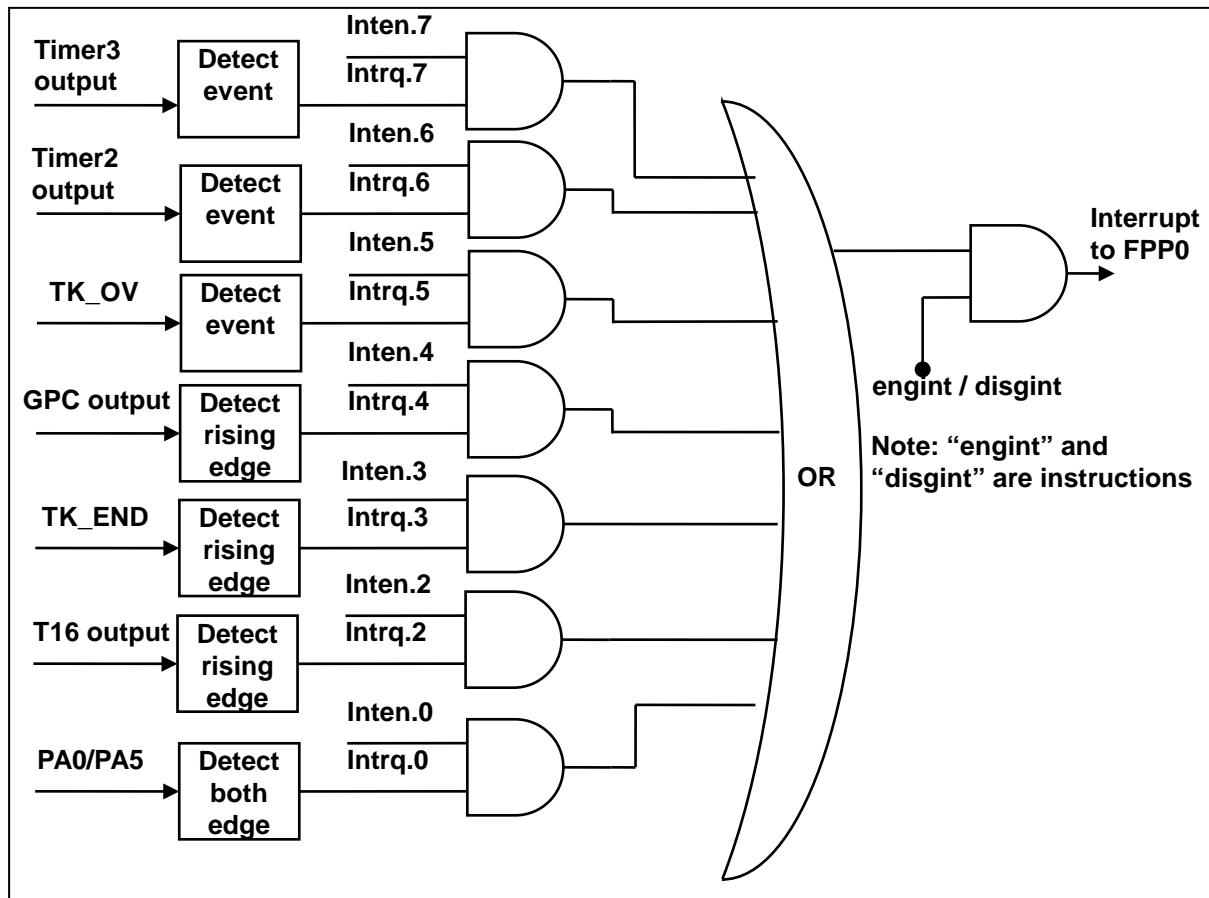 Timer3
output
Detect
event
Inten.7
Intrq.7
Timer2
output
Detect
event
Inten.6
Intrq.6
TK_OV
Detect
event
Inten.5
Intrq.5
GPC output
Detect
rising
edge
Inten.4
Intrq.4
TK_END
Detect
rising
edge
Inten.3
Intrq.3
T16 output
Detect
rising
edge
Inten.2
Intrq.2
PA0/PA5
Detect
both
edge
Inten.0
Intrq.0
OR
Interrupt
to FPP0
engint / disgint
Note: “engint” and
“disgint” are instructions